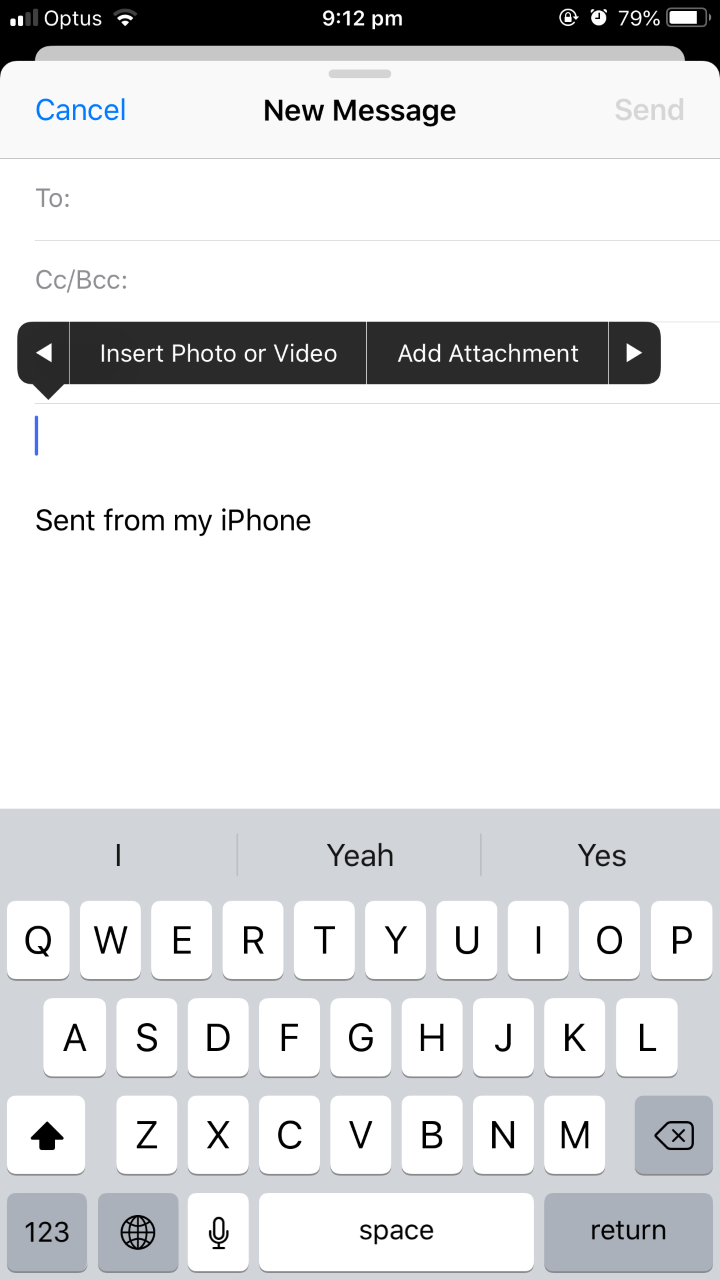 Optus 9:12 pm 79%
Cancel New Message Send
To:
Cc/Bcc:
Insert Photo or Video Add Attachment
Sent from my iPhone
I Yeah Yes
Q W E R T Y U I O P
A S D F G H J K L
Z X C V B N M
123 space return